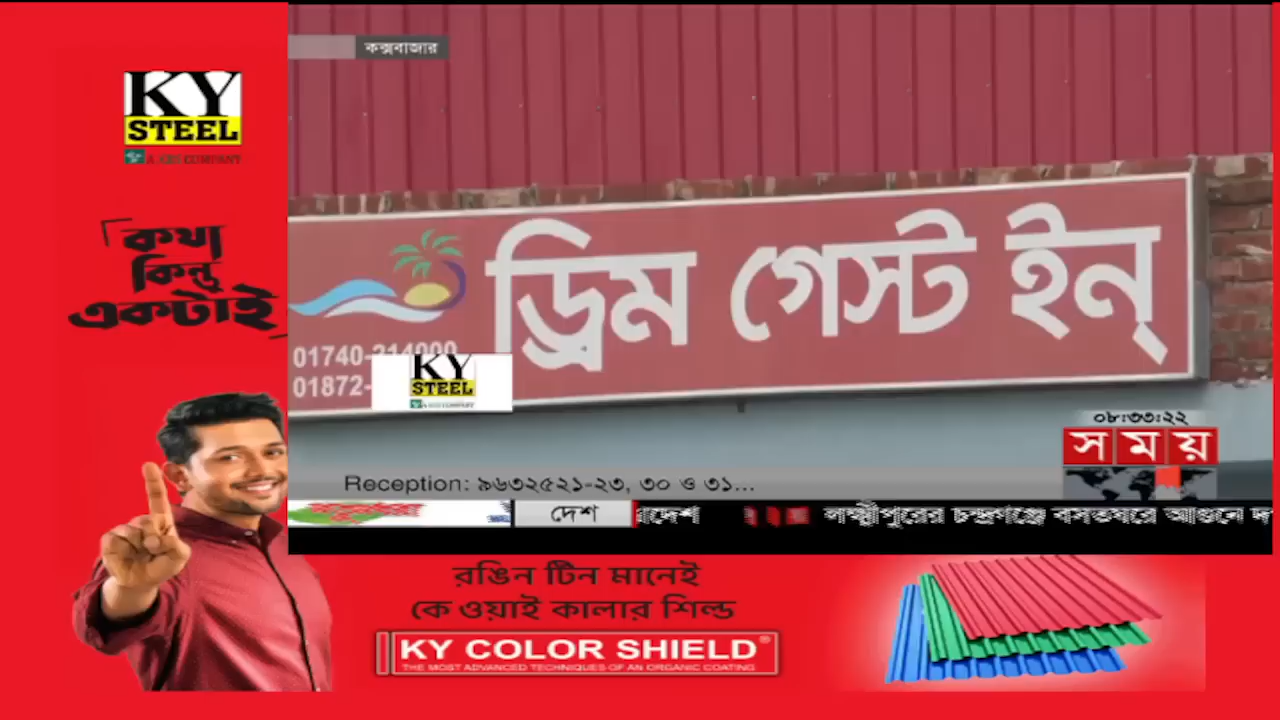 কক্সবাজার
KY
STEEL
A KDS COMPANY
কথা
কিন্তু
একটাই
ড্রিম গেস্ট ইন্
01740-214000
01872-
KY
STEEL
০৮:৩৩:২২
সময়
Reception: ৯৬৩২৫২১-২৩, ৩০ ও ৩১...
দেশ
লক্ষ্মীপুরের চন্দ্রগঞ্জে বসতঘরে আগুনে দ
রঙিন টিন মানেই
কে ওয়াই কালার শিল্ড
KY COLOR SHIELD®
THE MOST ADVANCED TECHNIQUES OF AN ORGANIC COATING